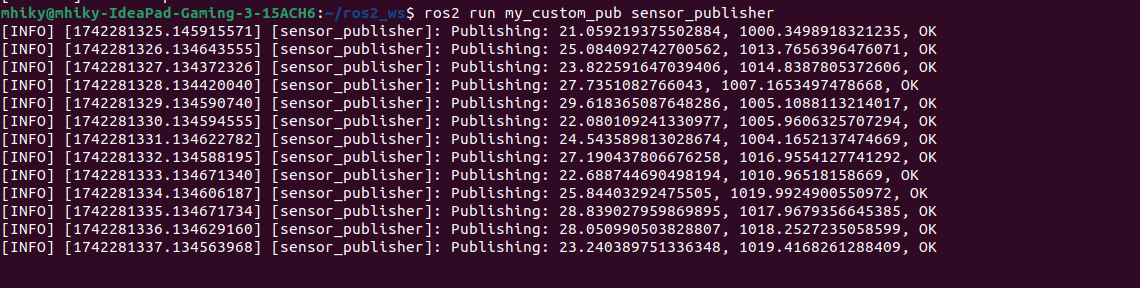 mhiky@mhiky-IdeaPad-Gaming-3-15ACH6:~/ros2_ws$ ros2 run my_custom_pub sensor_publisher
[INFO] [1742281325.145915571] [sensor_publisher]: Publishing: 21.059219375502884, 1000.3498918321235, OK
[INFO] [1742281326.134643555] [sensor_publisher]: Publishing: 25.084092742700562, 1013.7656396476071, OK
[INFO] [1742281327.134372326] [sensor_publisher]: Publishing: 23.822591647039406, 1014.8387805372606, OK
[INFO] [1742281328.134420040] [sensor_publisher]: Publishing: 27.7351082766043, 1007.1653497478668, OK
[INFO] [1742281329.134590740] [sensor_publisher]: Publishing: 29.618365087648286, 1005.1088113214017, OK
[INFO] [1742281330.134594555] [sensor_publisher]: Publishing: 22.080109241330977, 1005.9606325707294, OK
[INFO] [1742281331.134622782] [sensor_publisher]: Publishing: 24.543589813028674, 1004.1652137474669, OK
[INFO] [1742281332.134588195] [sensor_publisher]: Publishing: 27.190437806676258, 1016.9554127741292, OK
[INFO] [1742281333.134671340] [sensor_publisher]: Publishing: 22.688744690498194, 1010.96518158669, OK
[INFO] [1742281334.134606187] [sensor_publisher]: Publishing: 25.84403292475505, 1019.9924900550972, OK
[INFO] [1742281335.134671734] [sensor_publisher]: Publishing: 28.839027959869895, 1017.9679356645385, OK
[INFO] [1742281336.134629160] [sensor_publisher]: Publishing: 28.050990503828807, 1018.2527235058599, OK
[INFO] [1742281337.134563968] [sensor_publisher]: Publishing: 23.240389751336348, 1019.4168261288409, OK